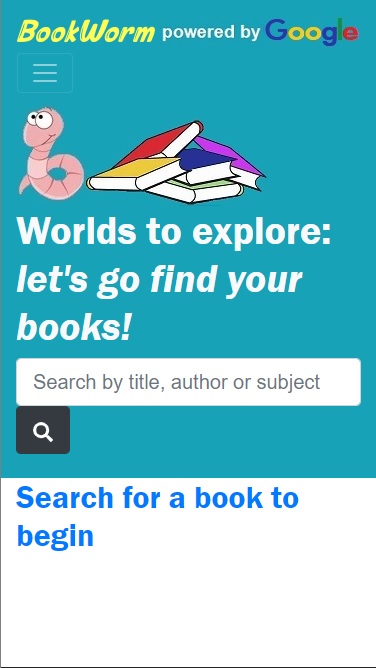 BookWorm powered by Google
Worlds to explore:
let's go find your
books!
Search by title, author or subject
Search for a book to
begin